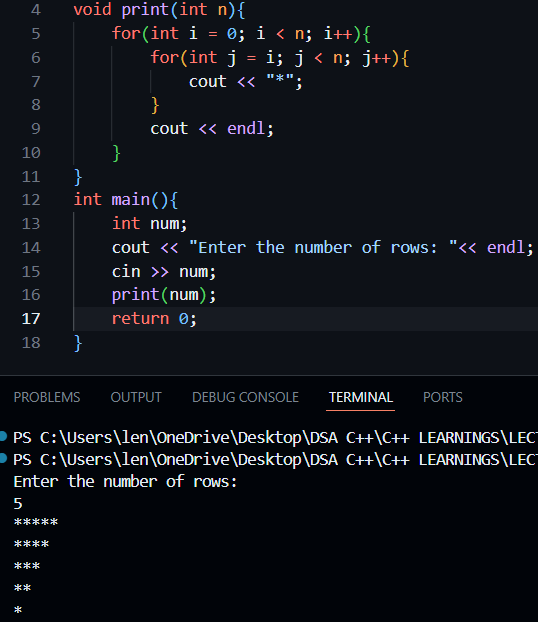 4 void print(int n){
5 for(int i = 0; i < n; i++){
6 for(int j = i; j < n; j++){
7 cout << "*";
8 }
9 cout << endl;
10 }
11 }
12 int main(){
13 int num;
14 cout << "Enter the number of rows: "<< endl;
15 cin >> num;
16 print(num);
17 return 0;
18 }
PROBLEMS OUTPUT DEBUG CONSOLE TERMINAL PORTS
PS C:\Users\len\OneDrive\Desktop\DSA C++\C++ LEARNINGS\LECT
PS C:\Users\len\OneDrive\Desktop\DSA C++\C++ LEARNINGS\LECT
Enter the number of rows:
5
*****
****
***
**
*